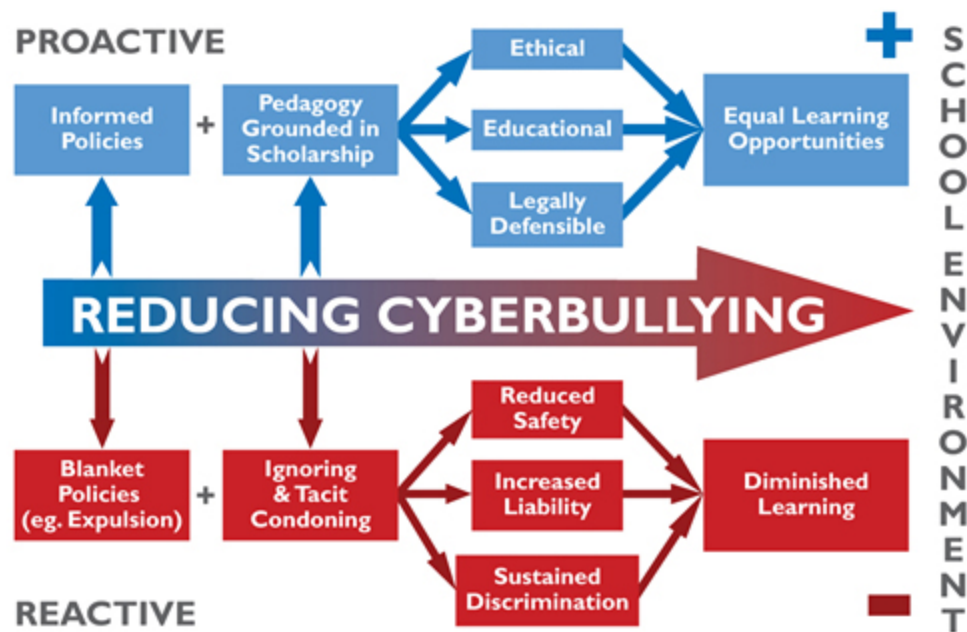 PROACTIVE
Informed
Policies
+
Pedagogy
Grounded in
Scholarship
Ethical
Educational
Legally
Defensible
Equal Learning
Opportunities
+
REDUCING CYBERBULLYING
Blanket
Policies
(eg. Expulsion)
+
Ignoring
& Tacit
Condoning
Reduced
Safety
Increased
Liability
Sustained
Discrimination
Diminished
Learning
REACTIVE
-
SCHOOL ENVIRONMENT